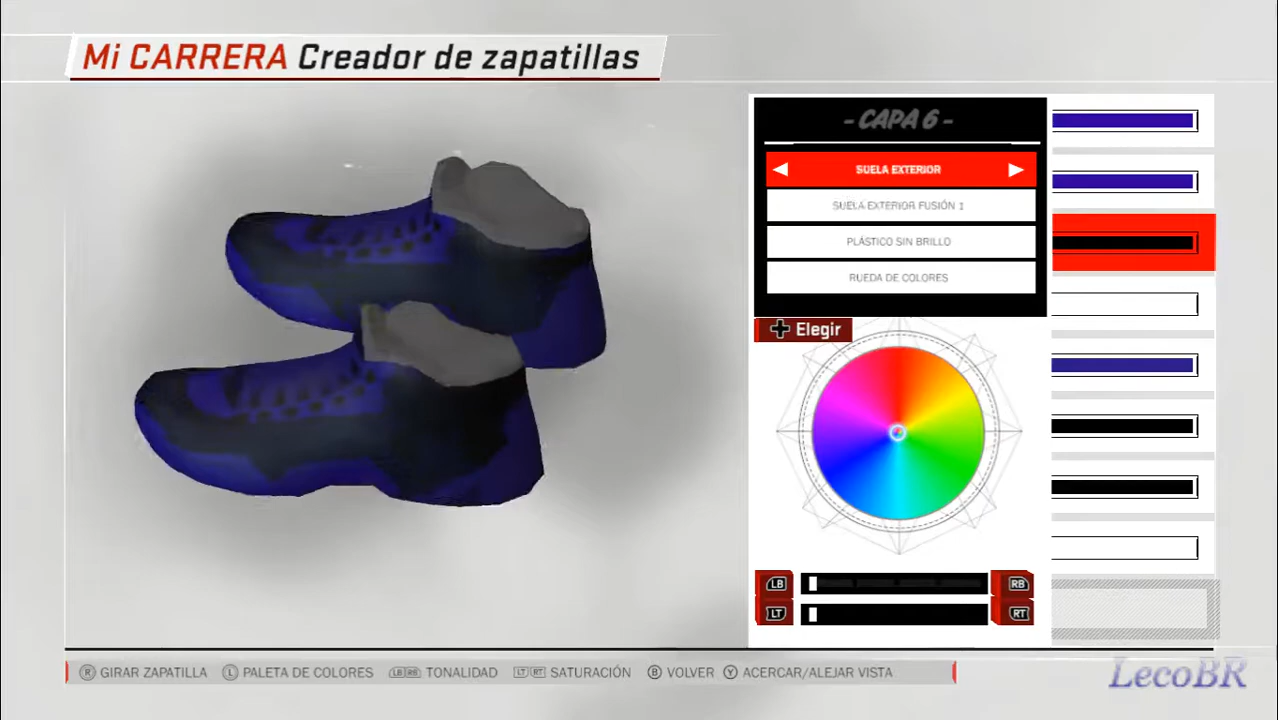 Mi CARRERA Creador de zapatillas
- CAPA 6 -
SUELA EXTERIOR
SUELA EXTERIOR FUSIÓN 1
PLÁSTICO SIN BRILLO
RUEDA DE COLORES
Elegir
LB RB
LT RT
R GIRAR ZAPATILLA L PALETA DE COLORES LB RB TONALIDAD LT RT SATURACIÓN B VOLVER Y ACERCAR/ALEJAR VISTA
LecoBR